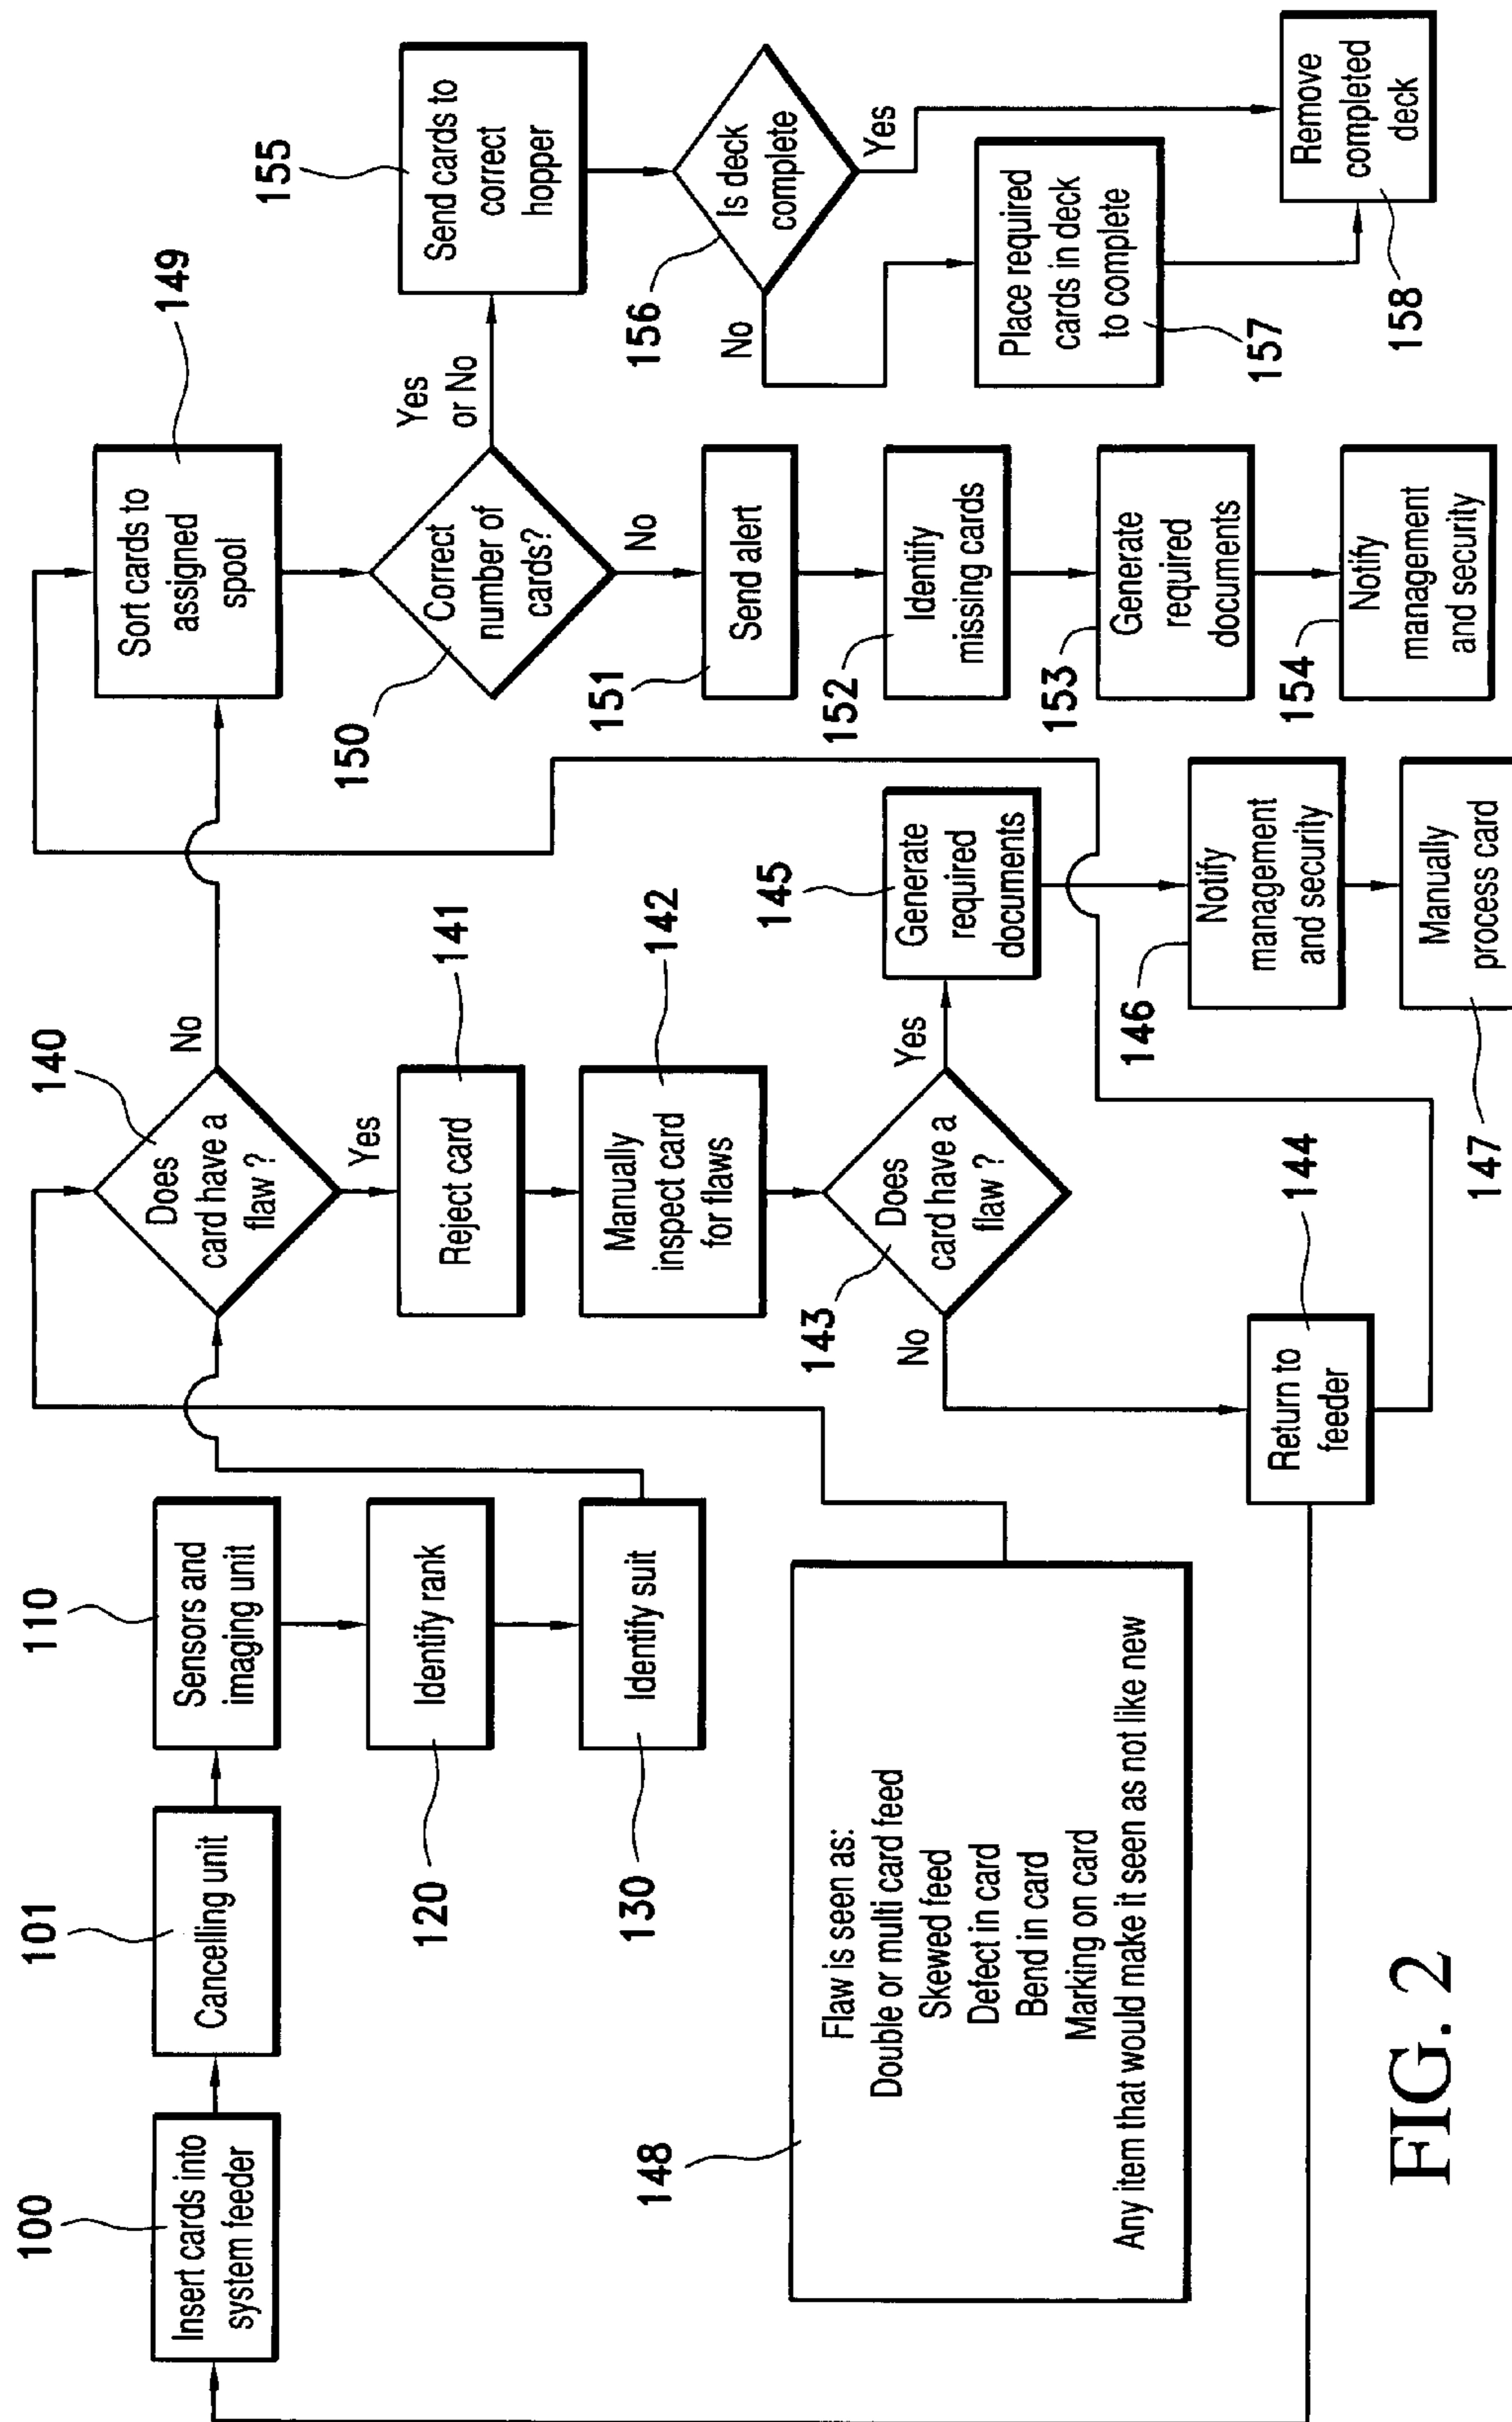 100
Insert cards into
system feeder
101
Cancelling unit
110
Sensors and
imaging unit
120
Identify rank
130
Identify suit
148
Flaw is seen as:
Double or multi card feed
Skewed feed
Defect in card
Bend in card
Marking on card
Any item that would make it seen as not like new
140
Does
card have a
flaw ?
No
Yes
141
Reject card
142
Manually
inspect card
for flaws
143
Does
card have a
flaw ?
Yes
No
144
Return to
feeder
145
Generate
required
documents
146
Notify
management
and security
147
Manually
process card
149
Sort cards to
assigned
spool
150
Correct
number of
cards?
Yes
or No
No
151
Send alert
152
Identify
missing cards
153
Generate
required
documents
154
Notify
management
and security
155
Send cards to
correct
hopper
156
Is deck
complete
Yes
No
157
Place required
cards in deck
to complete
158
Remove
completed
deck
FIG. 2